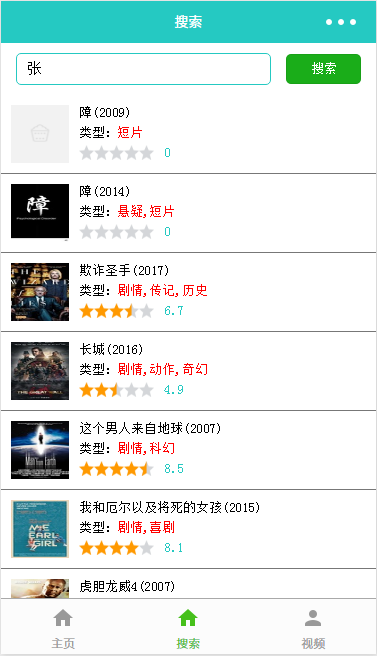 搜索
张
搜索
障(2009)
类型：短片
0
障(2014)
类型：悬疑,短片
0
障
欺诈圣手(2017)
类型：剧情,传记,历史
6.7
长城(2016)
类型：剧情,动作,奇幻
4.9
这个男人来自地球(2007)
类型：剧情,科幻
8.5
我和厄尔以及将死的女孩(2015)
类型：剧情,喜剧
8.1
ME EARL GIRL
虎胆龙威4(2007)
主页
搜索
视频